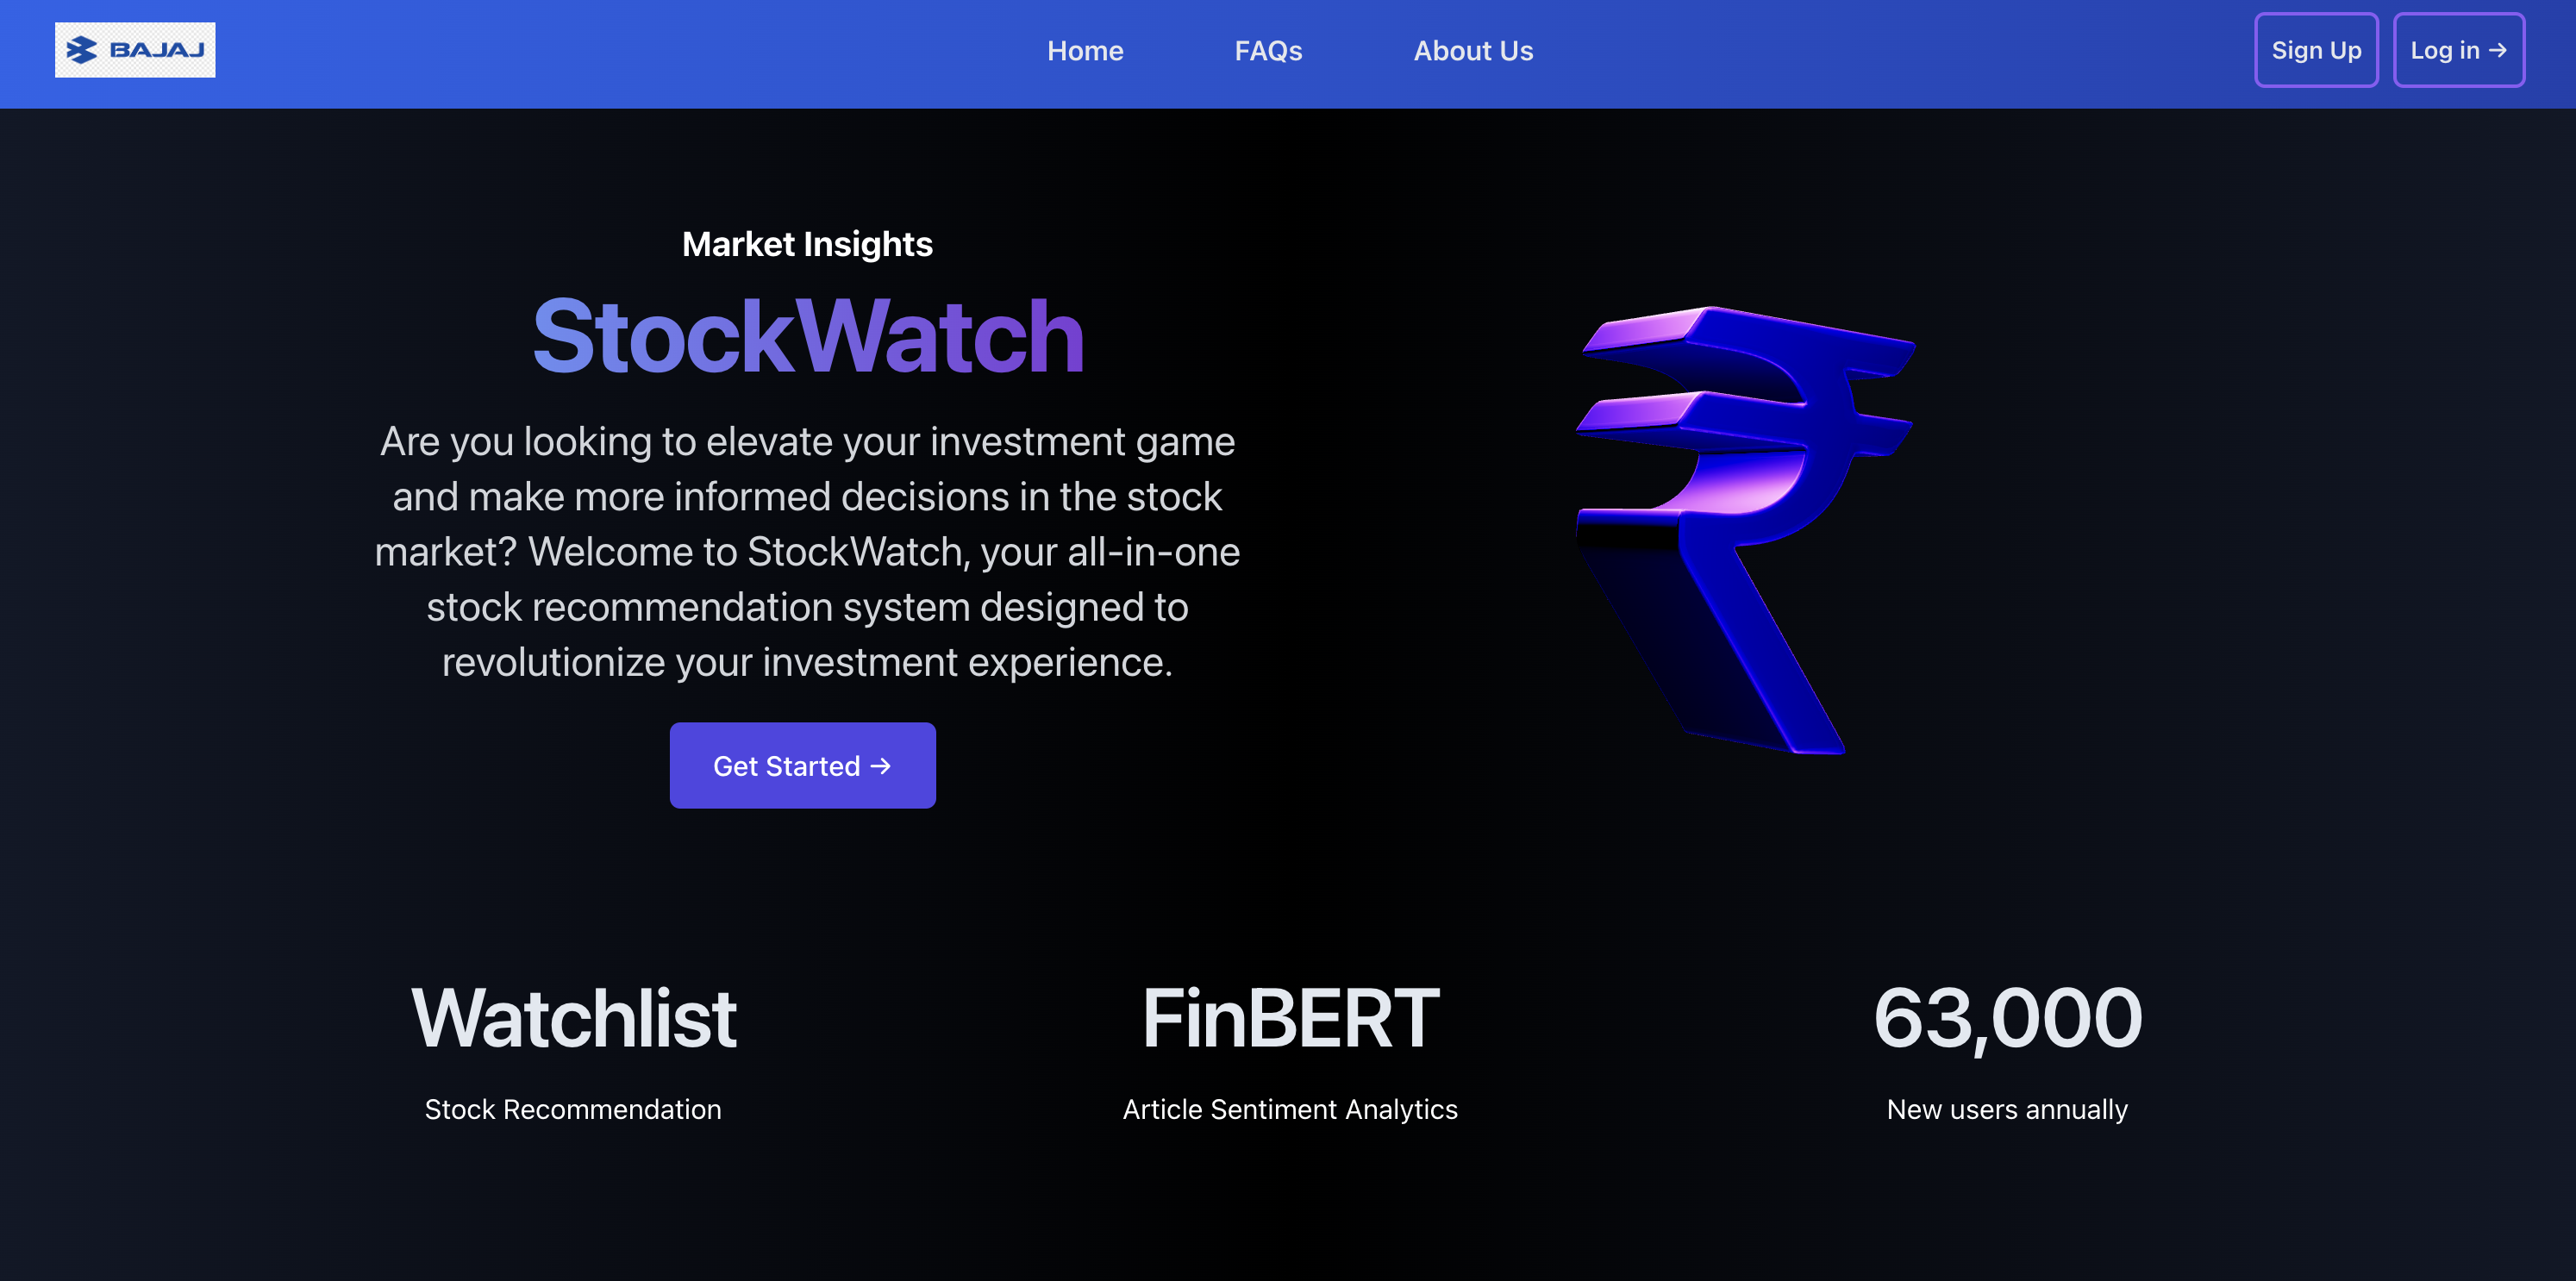 BAJAJ
Home
FAQs
About Us
Sign Up
Log in →
Market Insights
StockWatch
Are you looking to elevate your investment game
and make more informed decisions in the stock
market? Welcome to StockWatch, your all-in-one
stock recommendation system designed to
revolutionize your investment experience.
Get Started →
₹
Watchlist
Stock Recommendation
FinBERT
Article Sentiment Analytics
63,000
New users annually